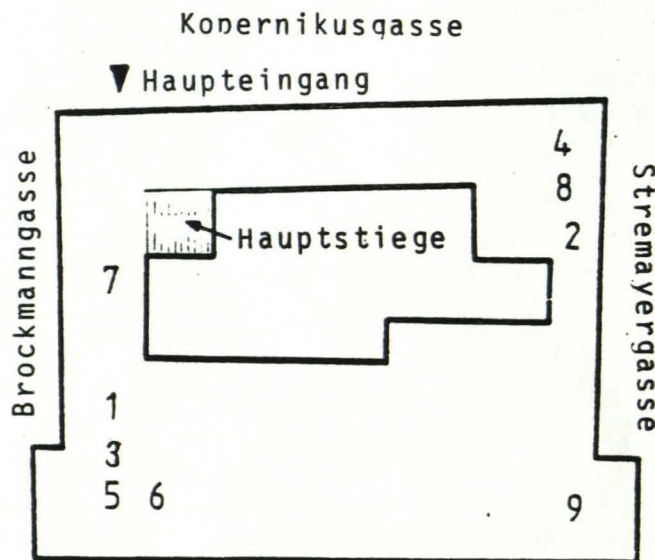 Kopernikusgasse
Haupteingang
Brockmanngasse
Stremayergasse
4
8
Hauptstiege 2
7
1
3
5 6 9